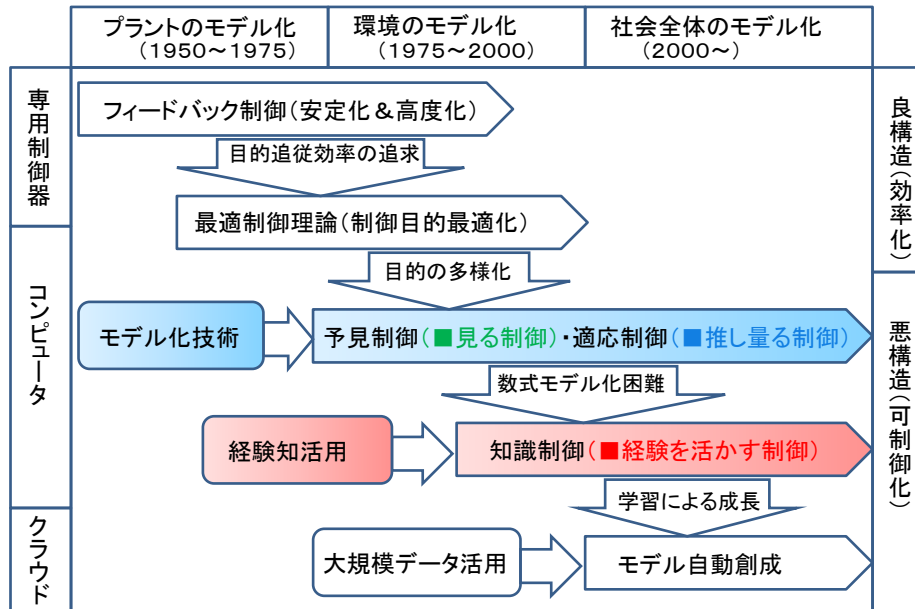 プラントのモデル化
(1950～1975)
環境のモデル化
(1975～2000)
社会全体のモデル化
(2000～)
専用制御器
コンピュータ
クラウド
フィードバック制御(安定化＆高度化)
目的追従効率の追求
最適制御理論(制御目的最適化)
目的の多様化
モデル化技術
予見制御(■見る制御)・適応制御(■推し量る制御)
数式モデル化困難
経験知活用
知識制御(■経験を活かす制御)
学習による成長
大規模データ活用
モデル自動創成
良構造(効率化)
悪構造(可制御化)